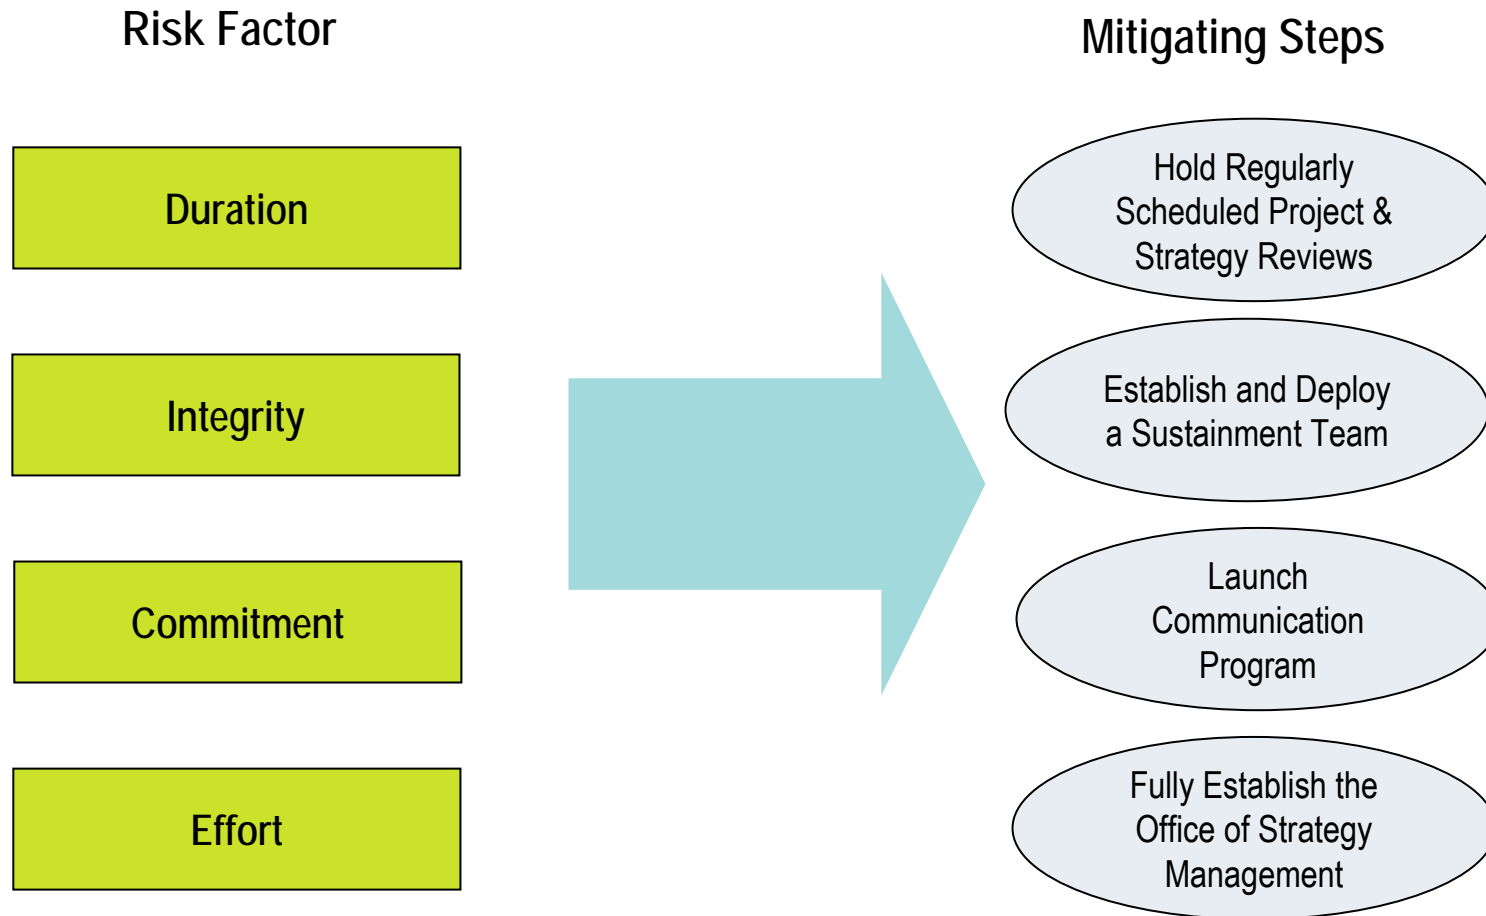 Risk Factor
Mitigating Steps
Duration
Hold Regularly
Scheduled Project &
Strategy Reviews
Integrity
Establish and Deploy
a Sustainment Team
Commitment
Launch
Communication
Program
Effort
Fully Establish the
Office of Strategy
Management